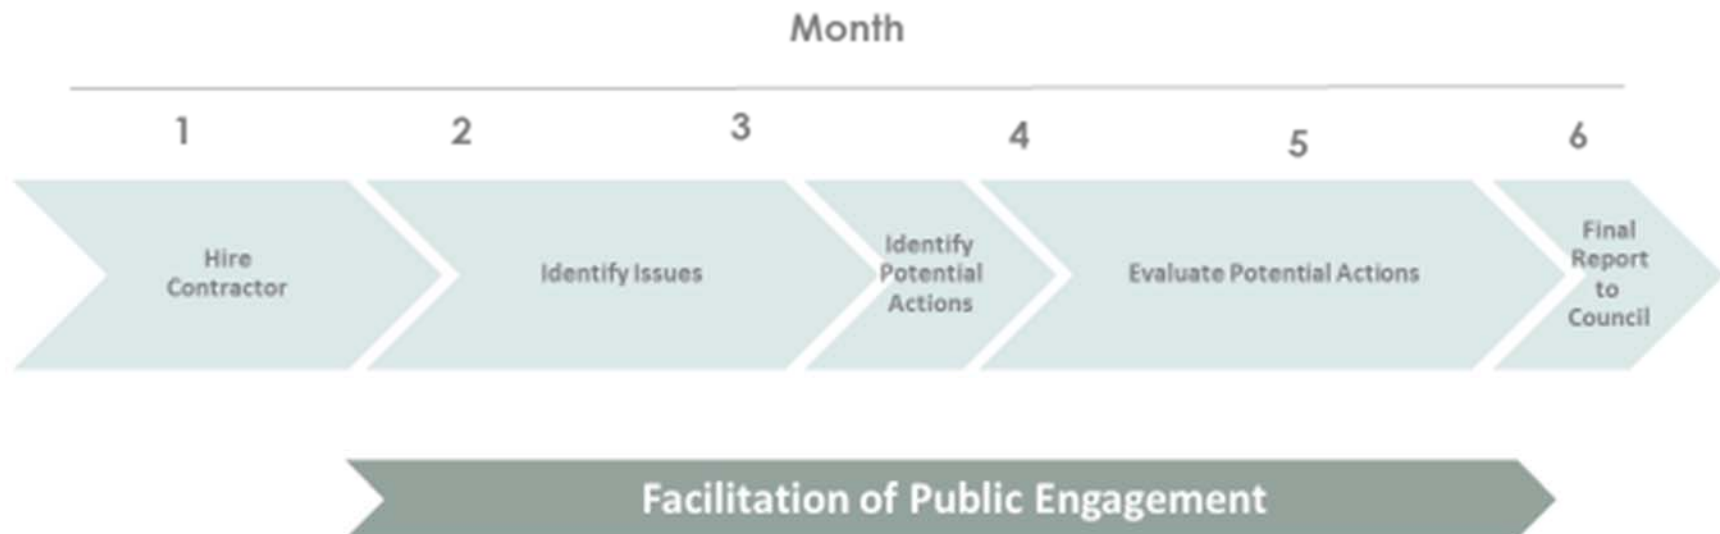 Month
1 2 3 4 5 6
Hire
Contractor
Identify Issues
Identify
Potential
Actions
Evaluate Potential Actions
Final
Report
to
Council
Facilitation of Public Engagement